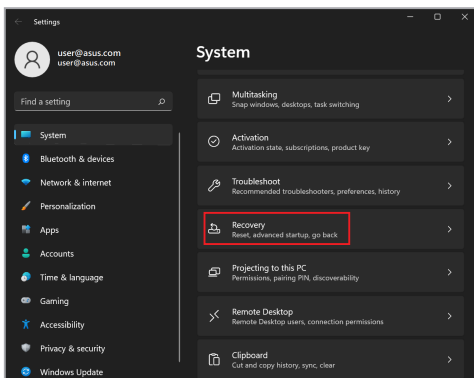 Settings
user@asus.com
user@asus.com
Find a setting
System
Bluetooth & devices
Network & internet
Personalization
Apps
Accounts
Time & language
Gaming
Accessibility
Privacy & security
Windows Update
System
Multitasking
Snap windows, desktops, task switching
Activation
Activation state, subscriptions, product key
Troubleshoot
Recommended troubleshooters, preferences, history
Recovery
Reset, advanced startup, go back
Projecting to this PC
Permissions, pairing PIN, discoverability
Remote Desktop
Remote Desktop users, connection permissions
Clipboard
Cut and copy history, sync, clear